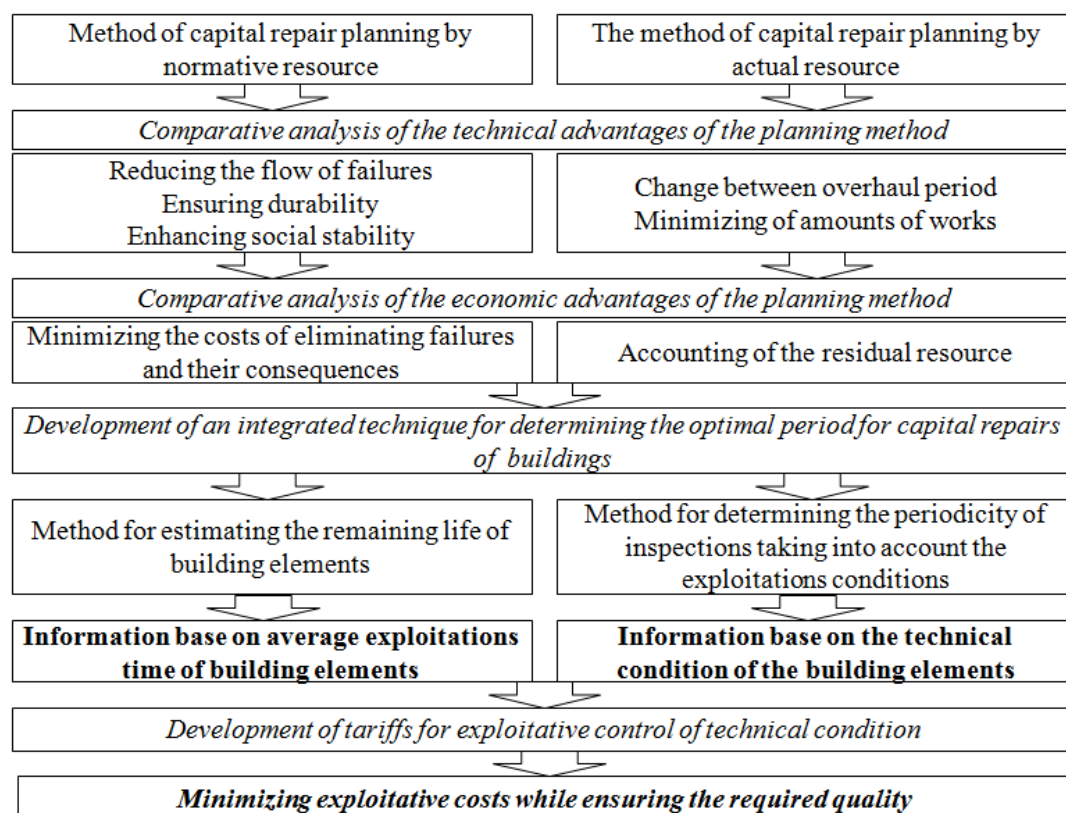 Method of capital repair planning by
normative resource
The method of capital repair planning by
actual resource
Comparative analysis of the technical advantages of the planning method
Reducing the flow of failures
Ensuring durability
Enhancing social stability
Change between overhaul period
Minimizing of amounts of works
Comparative analysis of the economic advantages of the planning method
Minimizing the costs of eliminating failures
and their consequences
Accounting of the residual resource
Development of an integrated technique for determining the optimal period for capital repairs
of buildings
Method for estimating the remaining life of
building elements
Method for determining the periodicity of
inspections taking into account the
exploitations conditions
Information base on average exploitations
time of building elements
Information base on the technical
condition of the building elements
Development of tariffs for exploitative control of technical condition
Minimizing exploitative costs while ensuring the required quality